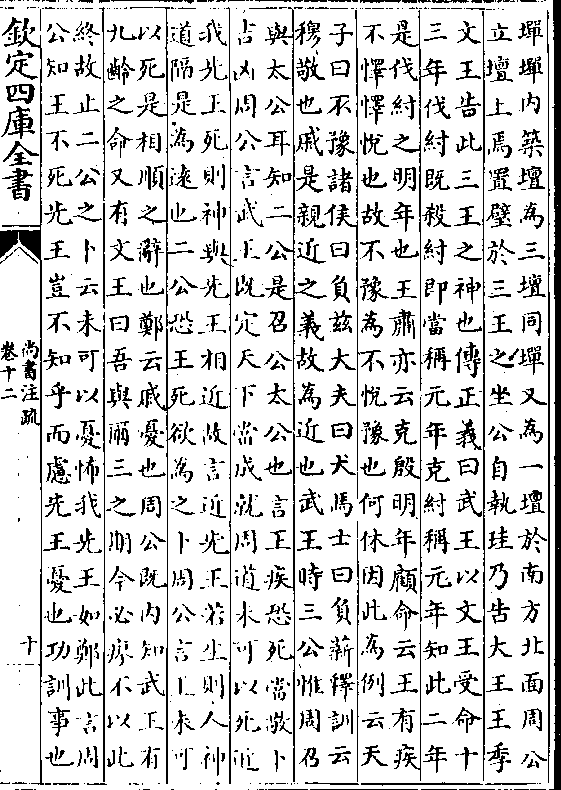 墠墠内築壇為三壇同墠又為一壇於南方北面周公
立壇上焉置璧於三王之坐公自執珪乃告大王王季
文王告此三王之神也傳正義曰武王以文王受命十
三年伐紂既殺紂即當稱元年克紂稱元年知此二年
是伐紂之明年也王肅亦云克殷明年顧命云王有疾
不懌懌悅也故不豫為不悅豫也何休因此為例云天
子曰不豫諸侯曰負茲大夫曰犬馬士曰負薪釋訓云
穆敬也戚是親近之義故為近也武王時三公惟周召
與太公耳知二公是召公太公也言王疾恐死當敬卜
吉凶周公言武王既定天下當成就周道未可以死近
我先王死則神與先王相近故言近先王若生則人神
道隔是為遠也二公恐王死欲為之卜周公言王未可
以死是相順之辭也鄭云戚憂也周公既内知武王有
九齡之命又有文王曰吾與爾三之期今必瘳不以此
終故止二公之卜云未可以憂怖我先王如鄭此言周
公知王不死先王豈不知乎而慮先王憂也功訓事也
欽定四庫全書
尚書注疏
卷十二
十